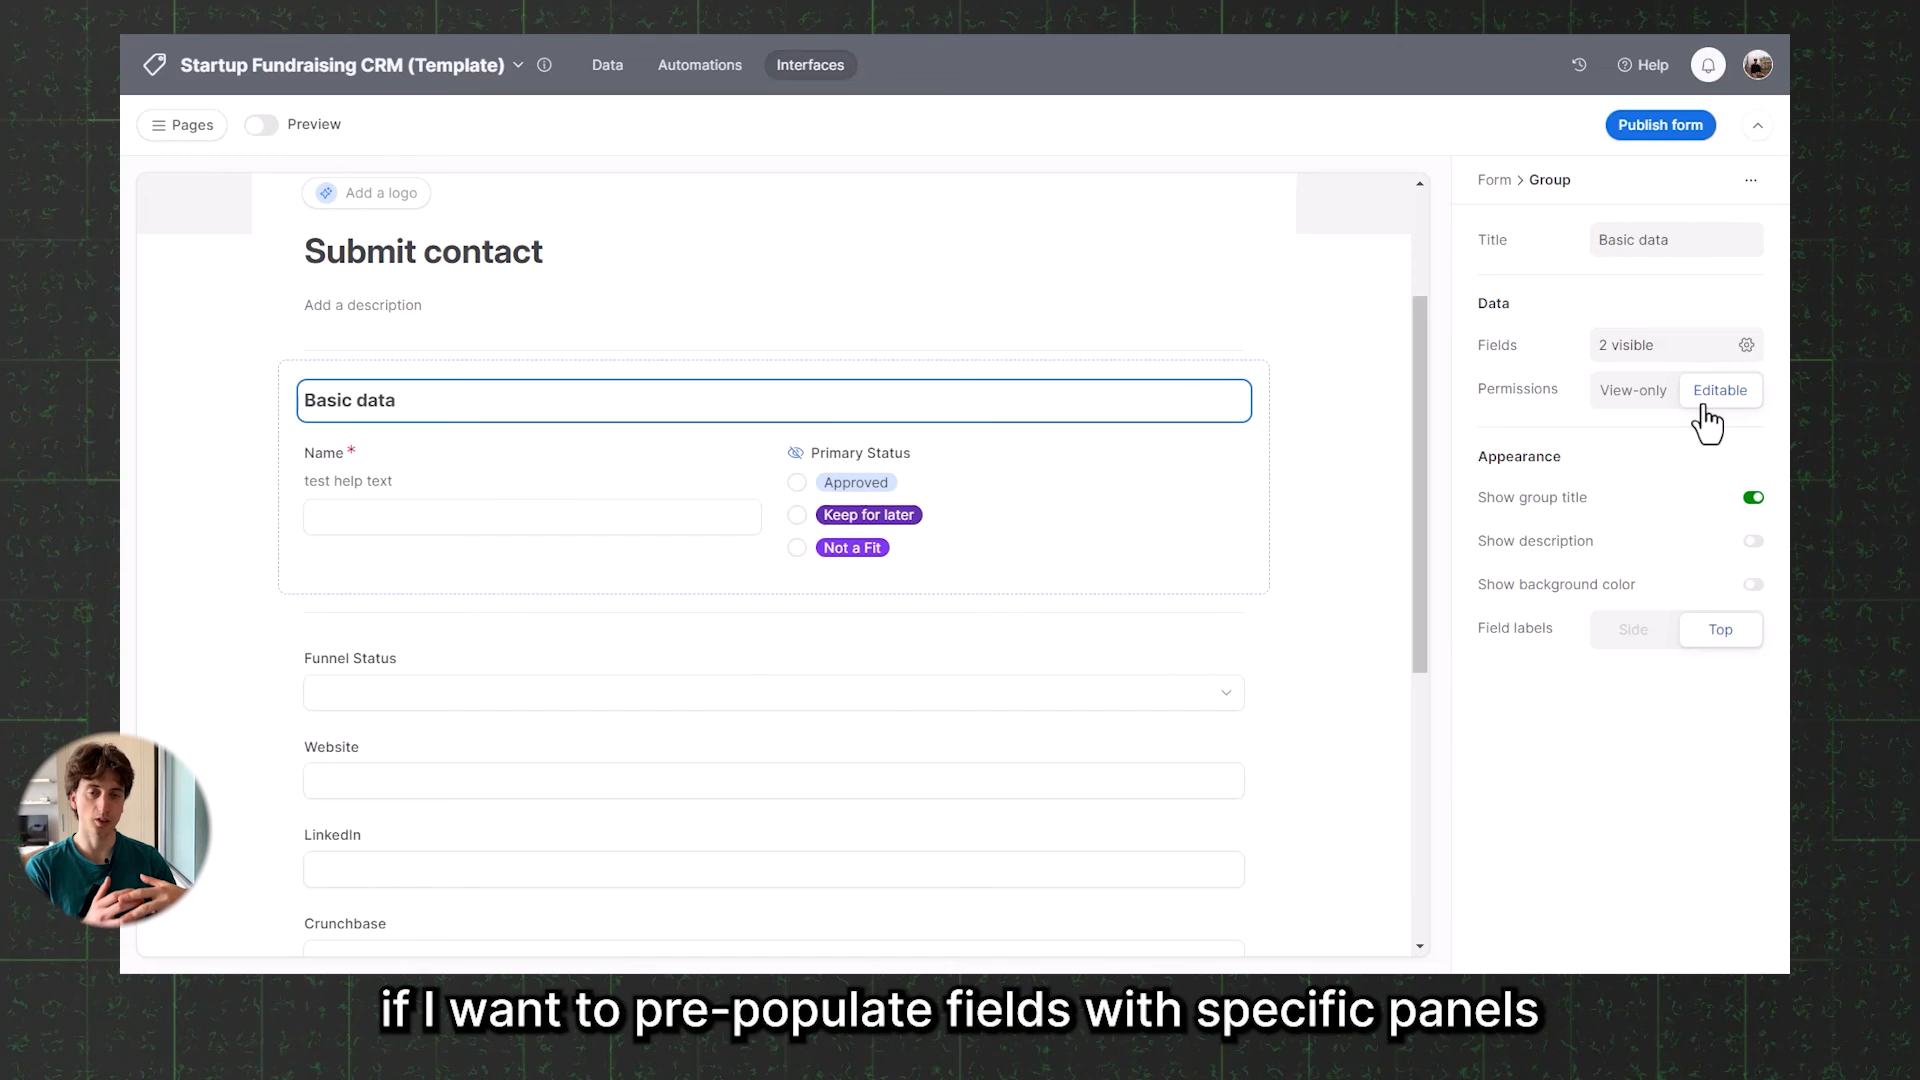 Startup Fundraising CRM (Template)
Data
Automations
Interfaces
Help
Pages
Preview
Publish form
Add a logo
Submit contact
Add a description
Basic data
Name *
test help text
Primary Status
Approved
Keep for later
Not a Fit
Funnel Status
Website
LinkedIn
Crunchbase
Form > Group
Title
Basic data
Data
Fields
2 visible
Permissions
View-only
Editable
Appearance
Show group title
Show description
Show background color
Field labels
Side
Top
if I want to pre-populate fields with specific panels